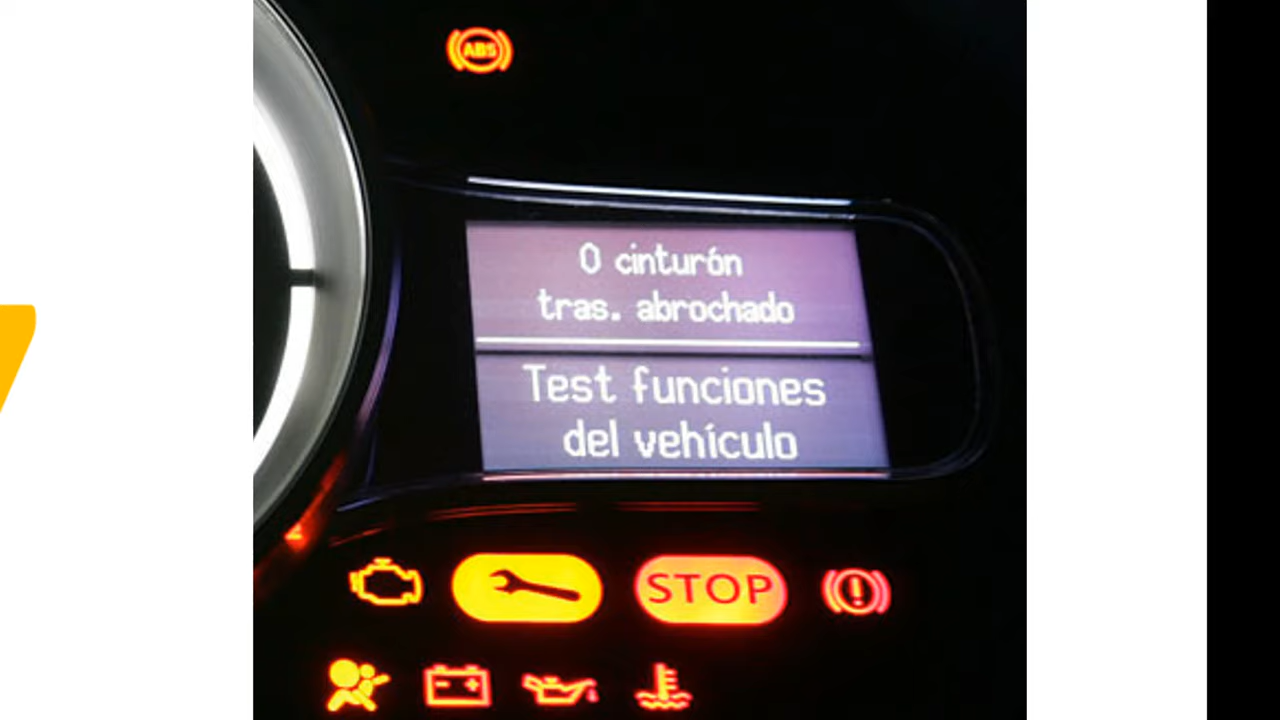 ABS
0 cinturón
tras. abrochado
Test funciones
del vehículo
STOP